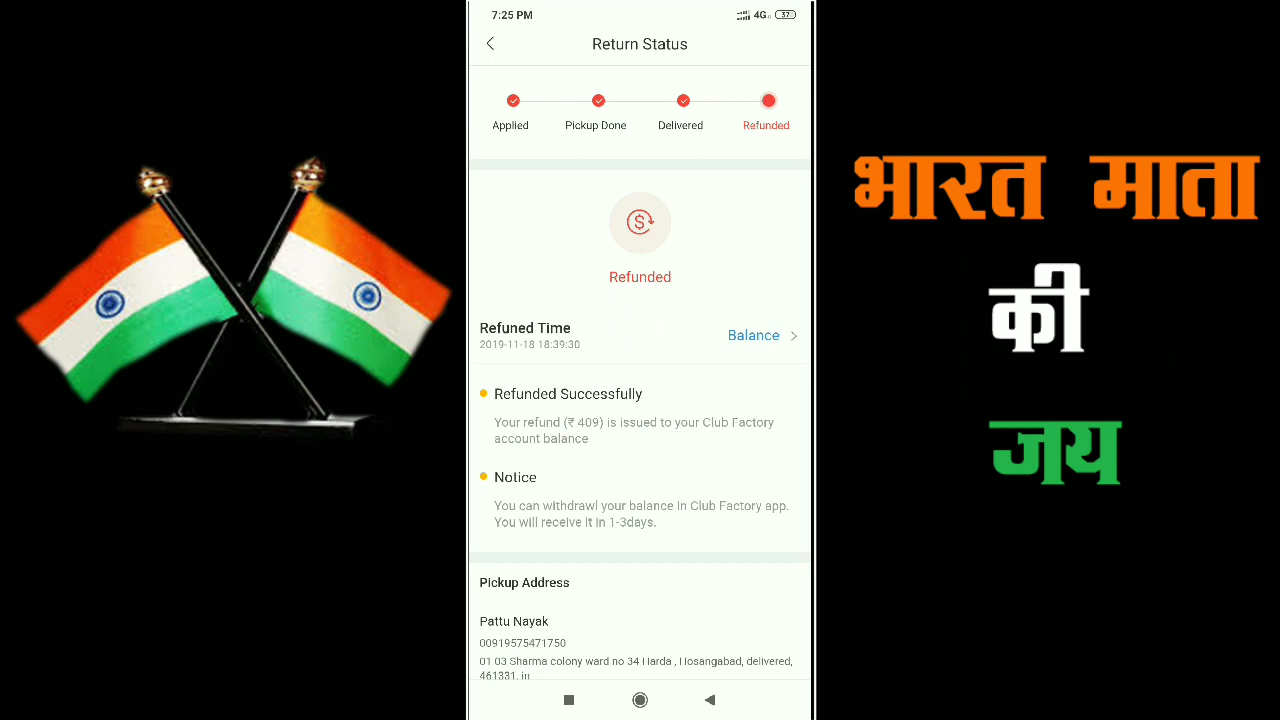 7:25 PM
4G
37
Return Status
Applied
Pickup Done
Delivered
Refunded
Refunded
Refuned Time
2019-11-18 18:39:30
Balance
Refunded Successfully
Your refund (₹ 409) is issued to your Club Factory
account balance
Notice
You can withdrawl your balance in Club Factory app.
You will receive it in 1-3days.
Pickup Address
Pattu Nayak
00919575471750
01 03 Sharma colony ward no 34 Harda , Hosangabad, delivered,
461331, in
भारत माता
की
जय